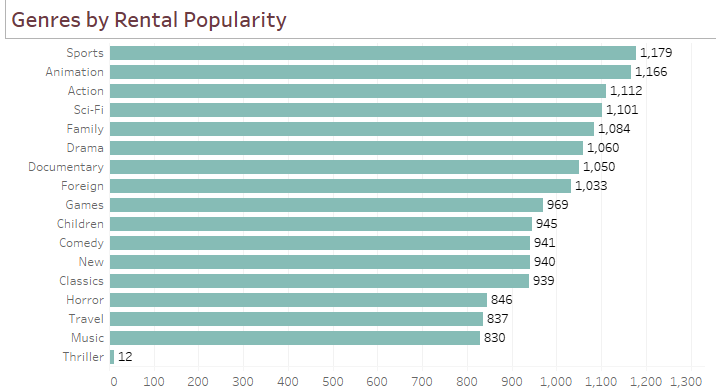 Genres by Rental Popularity
Sports 1,179
Animation 1,166
Action 1,112
Sci-Fi 1,101
Family 1,084
Drama 1,060
Documentary 1,050
Foreign 1,033
Games 969
Children 945
Comedy 941
New 940
Classics 939
Horror 846
Travel 837
Music 830
Thriller 12
0 100 200 300 400 500 600 700 800 900 1,000 1,100 1,200 1,300